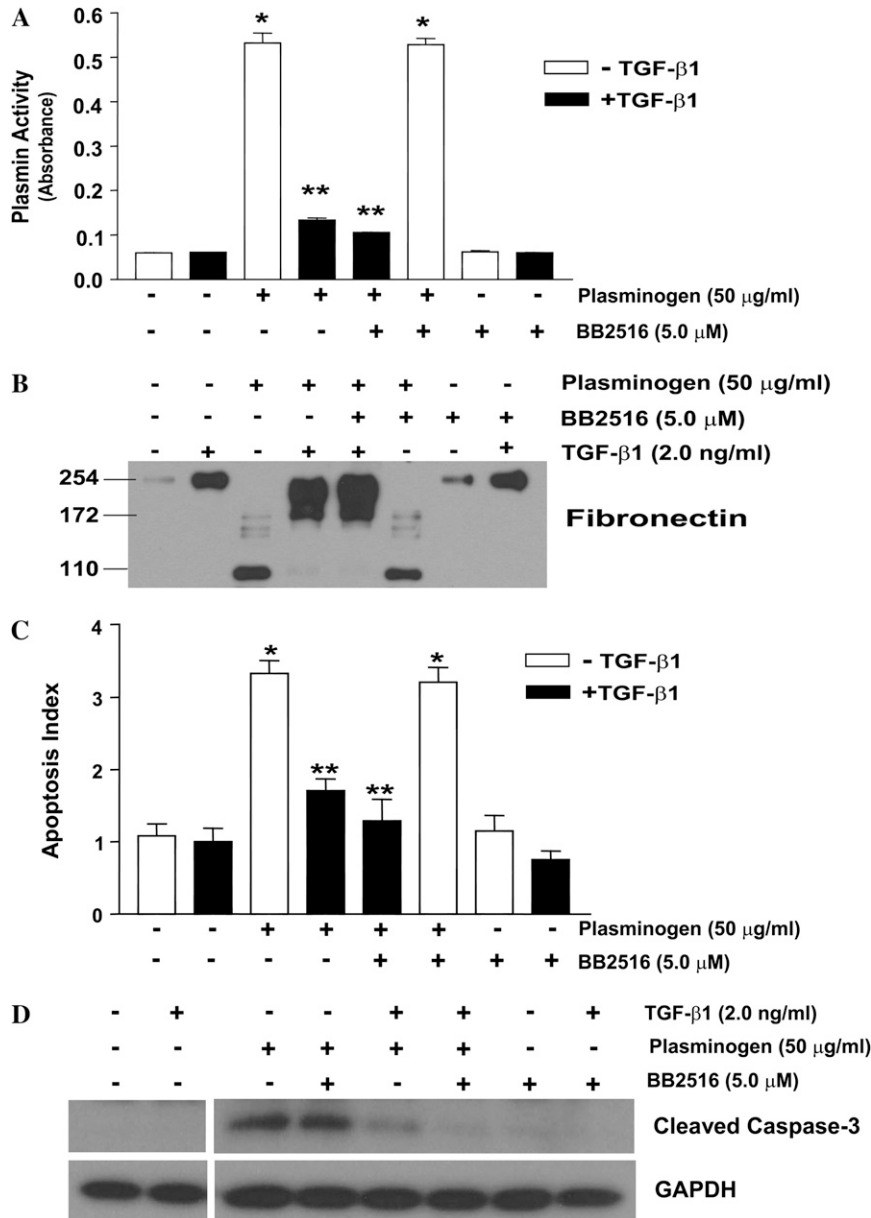 A
0.6
0.5
0.4
0.3
0.2
0.1
0.0
Plasmin Activity
(Absorbance)
* ** ** *
- TGF-β1
+TGF-β1
- - + + + + - - Plasminogen (50 μg/ml)
- - - - + + + + BB2516 (5.0 μM)
B
- - + + + + - - Plasminogen (50 μg/ml)
- - - - + + + + BB2516 (5.0 μM)
- + - + + - - + TGF-β1 (2.0 ng/ml)
254
172
110
Fibronectin
C
4
3
2
1
0
Apoptosis Index
* ** ** *
- TGF-β1
+TGF-β1
- - + + + + - - Plasminogen (50 μg/ml)
- - - - + + + + BB2516 (5.0 μM)
D
- + - - + + - + TGF-β1 (2.0 ng/ml)
- - + + + + - - Plasminogen (50 μg/ml)
- - - + - + + + BB2516 (5.0 μM)
Cleaved Caspase-3
GAPDH